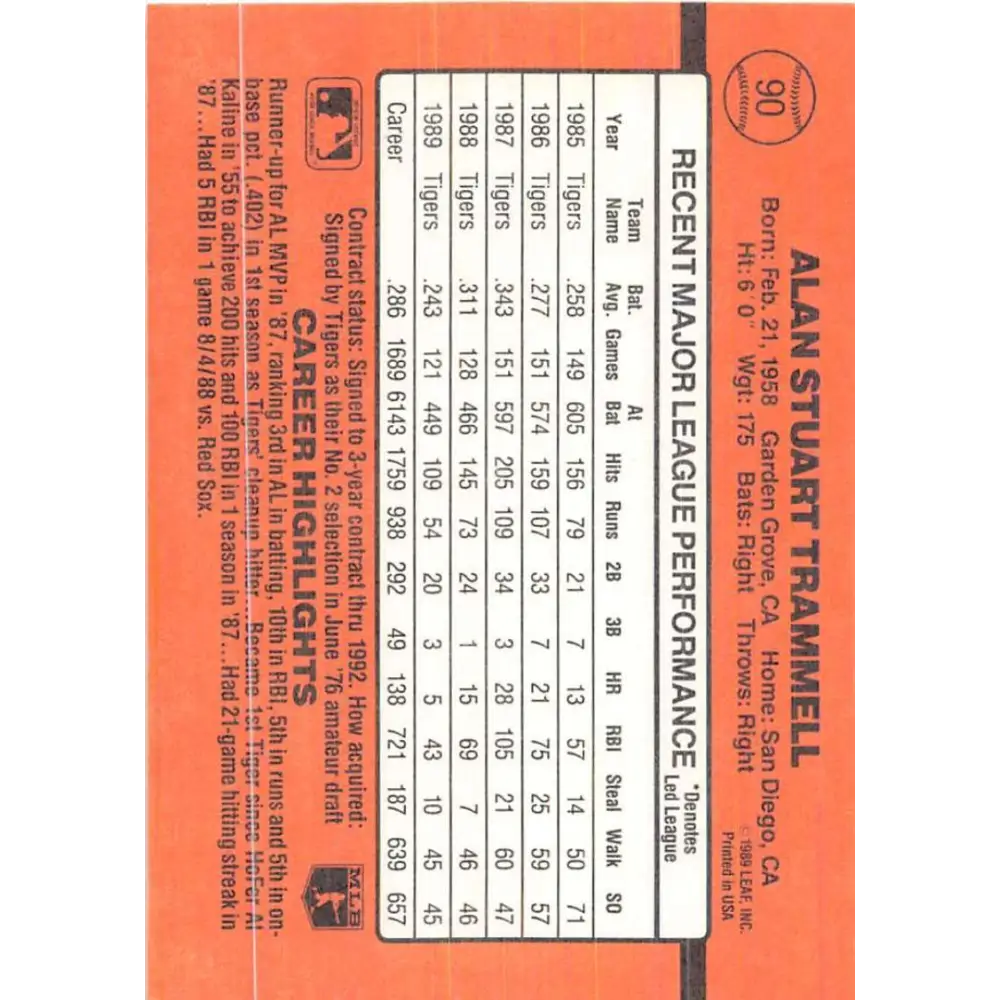 90
ALAN STUART TRAMMELL
Born: Feb. 21, 1958 Garden Grove, CA Home: San Diego, CA
Ht: 6'0" Wgt: 175 Bats: Right Throws: Right
© 1989 LEAF, INC.
Printed in USA
RECENT MAJOR LEAGUE PERFORMANCE *Denotes Led League
Year Team Name Bat. Avg. Games At Bat Hits Runs 2B 3B HR RBI Steal Walk SO
1985 Tigers .258 149 605 156 79 21 7 13 57 14 50 71
1986 Tigers .277 151 574 159 107 33 7 21 75 25 59 57
1987 Tigers .343 151 597 205 109 34 3 28 105 21 60 47
1988 Tigers .311 128 466 145 73 24 1 15 69 7 46 46
1989 Tigers .243 121 449 109 54 20 3 5 43 10 45 45
Career .286 1689 6143 1759 938 292 49 138 721 187 639 657
Contract status: Signed to 3-year contract thru 1992. How acquired:
Signed by Tigers as their No. 2 selection in June '76 amateur draft
MLB
CAREER HIGHLIGHTS
Runner-up for AL MVP in '87, ranking 3rd in AL in batting, 10th in RBI, 5th in runs and 5th in on-
base pct. (.402) in 1st season as Tigers' cleanup hitter...Became 1st Tiger since HoFer Al
Kaline in '55 to achieve 200 hits and 100 RBI in 1 season in '87...Had 21-game hitting streak in
'87...Had 5 RBI in 1 game 8/4/88 vs. Red Sox.